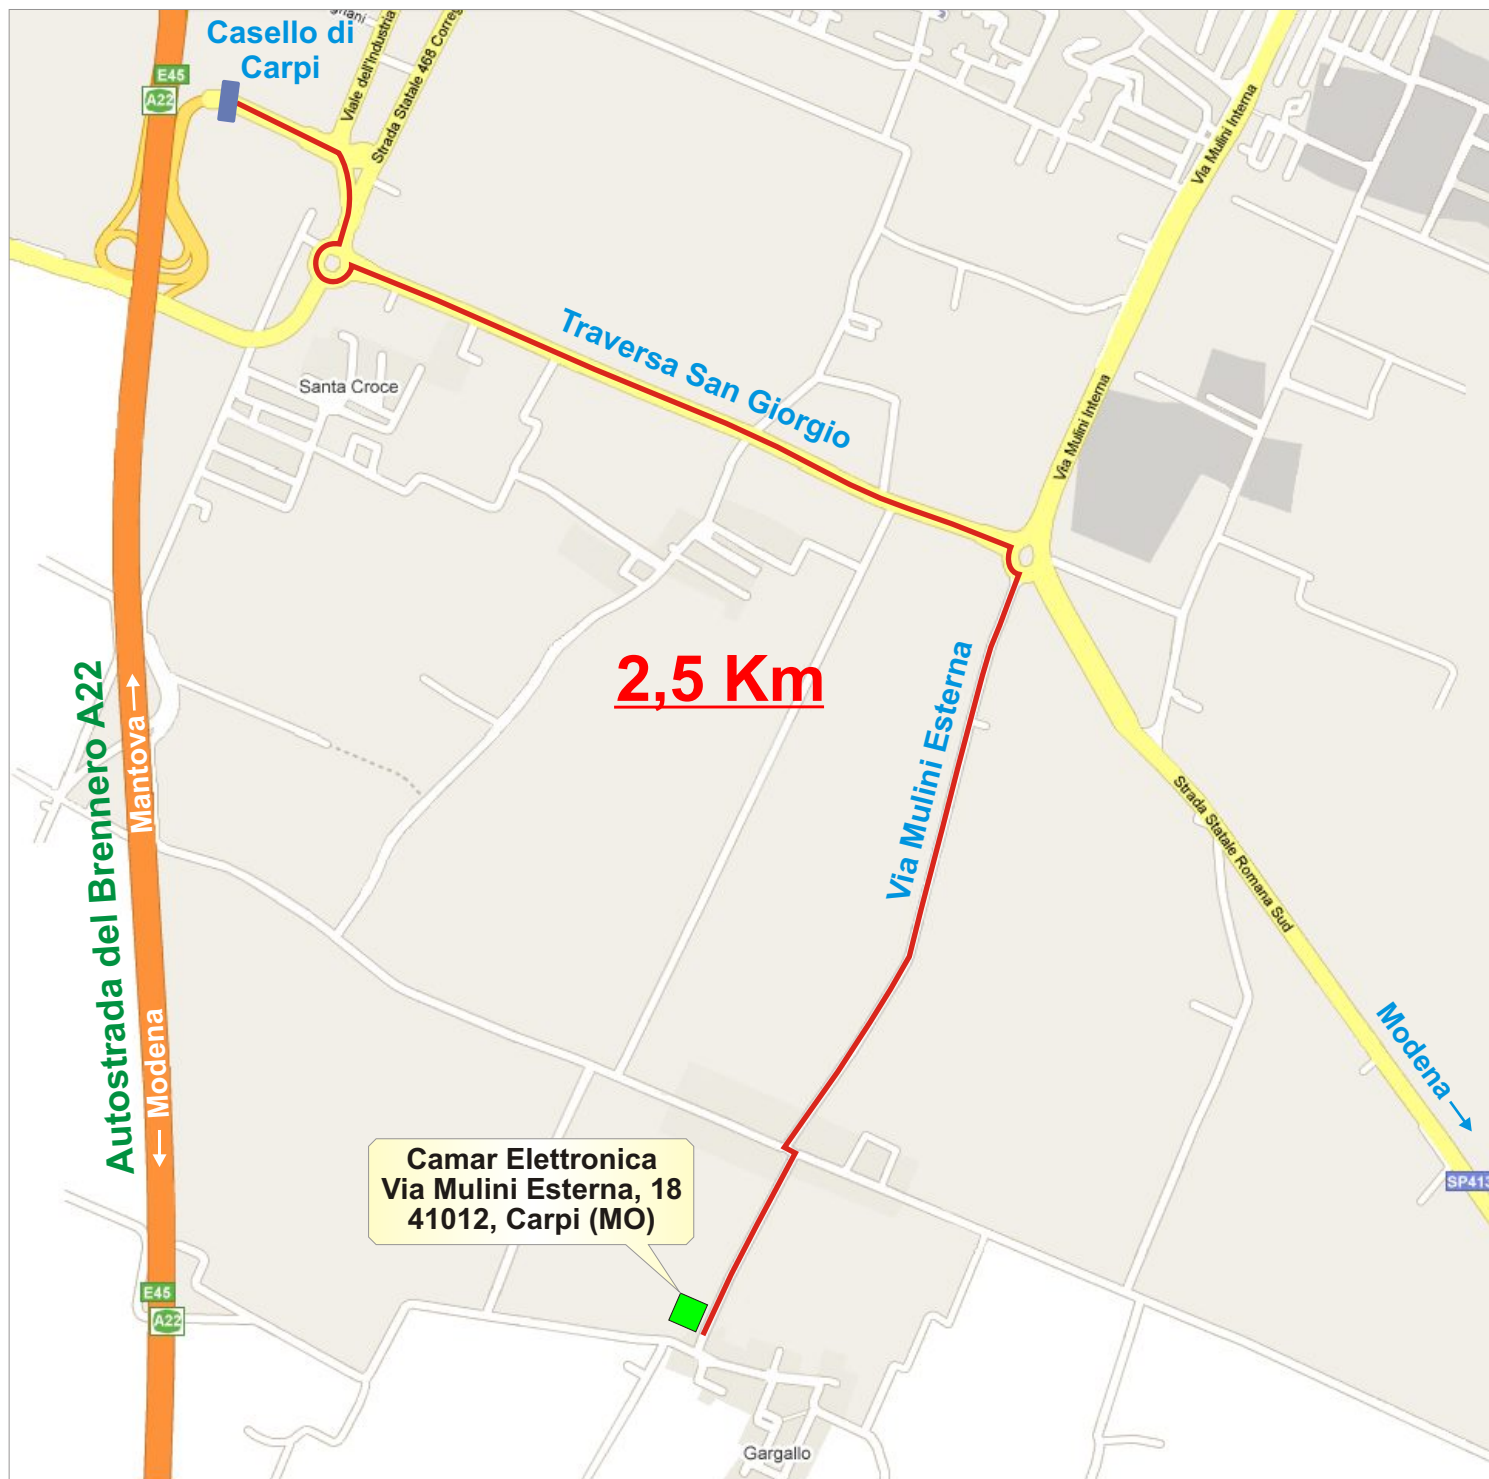 Casello di
Carpi
E45
A22
Viale dell'Industria
Strada Statale 468 Correg
Via Mulini Interna
Traversa San Giorgio
Santa Croce
Via Mulini Interna
2,5 Km
Via Mulini Esterna
Autostrada del Brennero A22
Mantova →
← Modena
Strada Statale Romana Sud
Modena →
SP413
Camar Elettronica
Via Mulini Esterna, 18
41012, Carpi (MO)
E45
A22
Gargallo